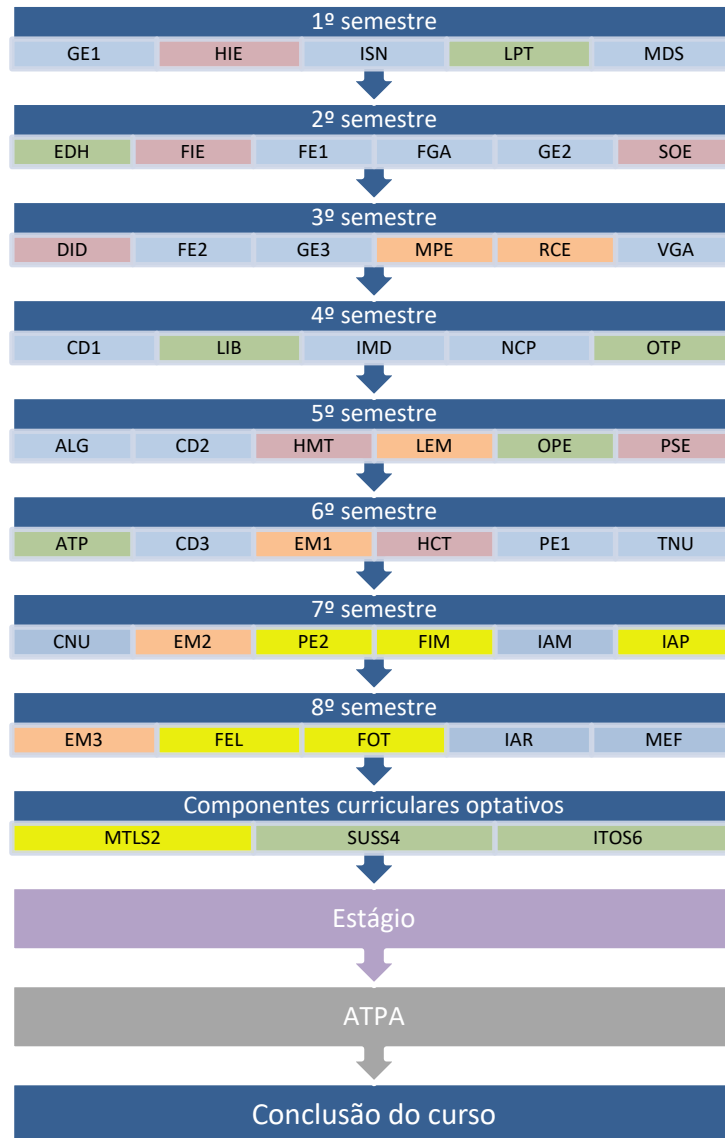 1º semestre
GE1 HIE ISN LPT MDS
2º semestre
EDH FIE FE1 FGA GE2 SOE
3º semestre
DID FE2 GE3 MPE RCE VGA
4º semestre
CD1 LIB IMD NCP OTP
5º semestre
ALG CD2 HMT LEM OPE PSE
6º semestre
ATP CD3 EM1 HCT PE1 TNU
7º semestre
CNU EM2 PE2 FIM IAM IAP
8º semestre
EM3 FEL FOT IAR MEF
Componentes curriculares optativos
MTLS2 SUSS4 ITOS6
Estágio
ATPA
Conclusão do curso